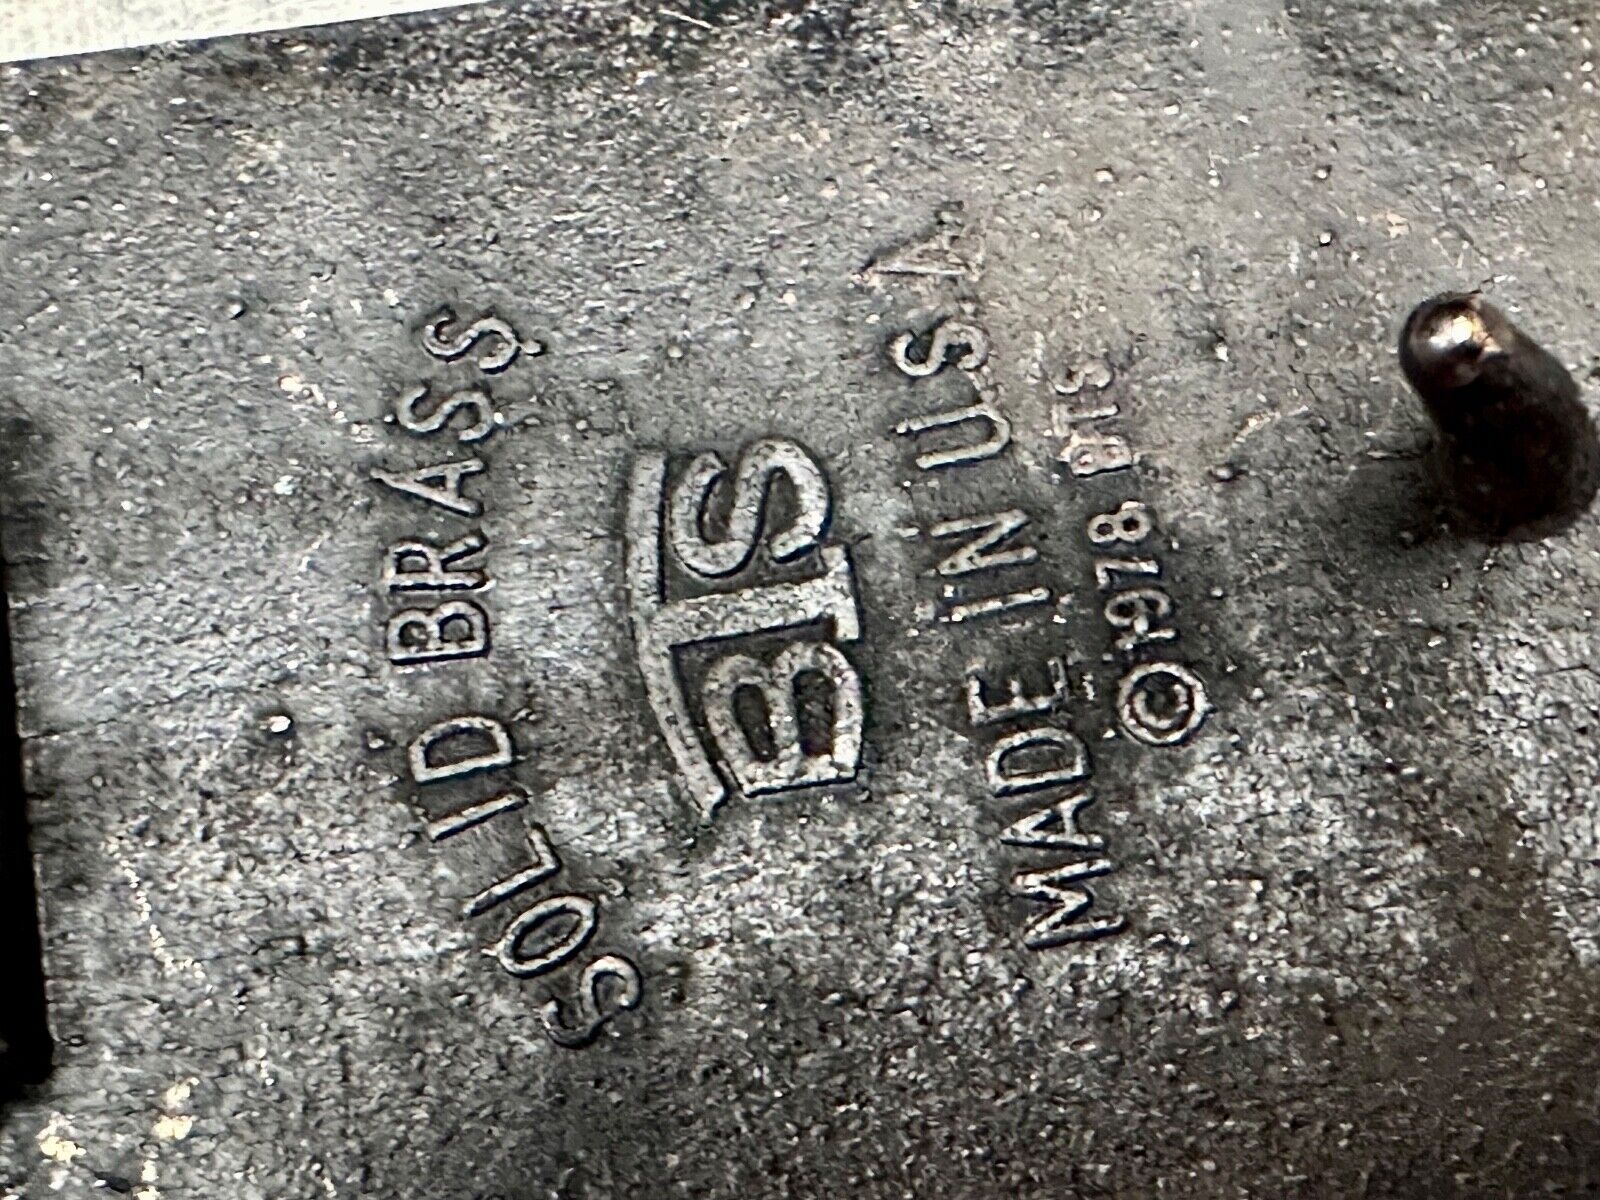 SOLID BRASS
BTS
MADE IN USA
©1978 BTS